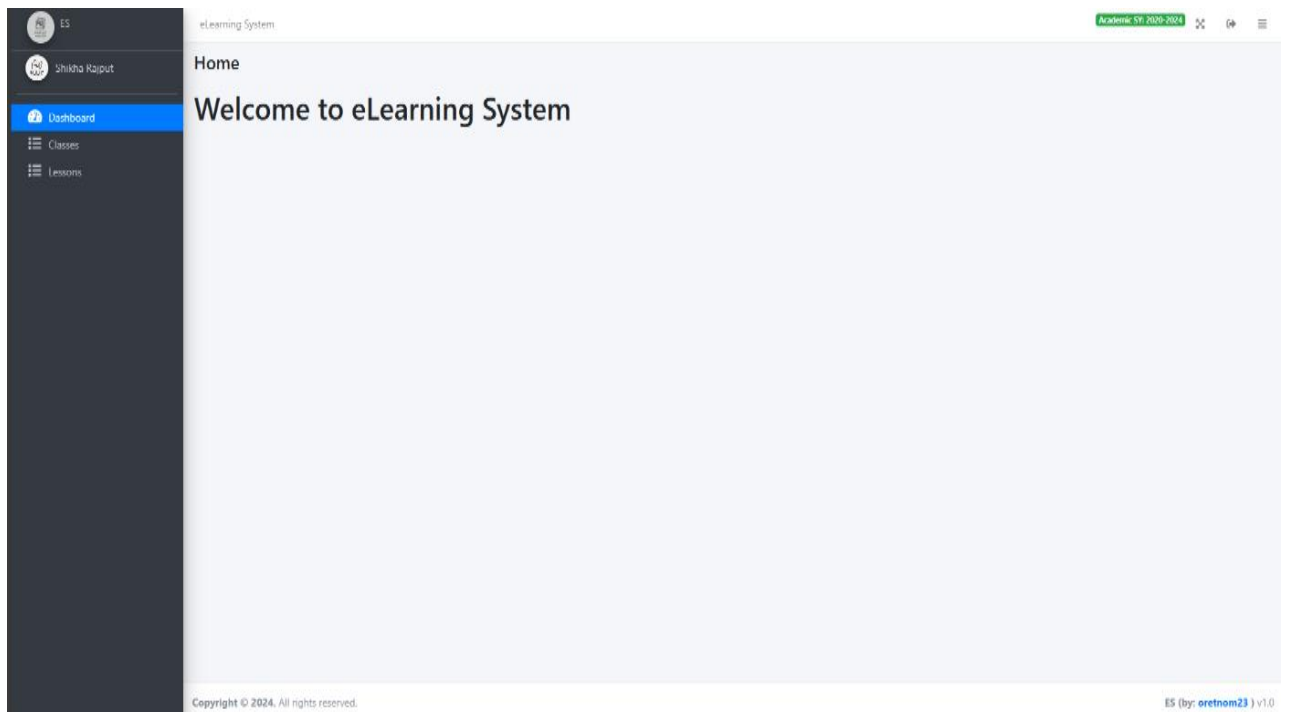 ES
Shikha Rajput
Dashboard
Classes
Lessons
eLearning System
Academic SY: 2020-2024
Home
Welcome to eLearning System
Copyright © 2024. All rights reserved.
ES (by: oretnom23 ) v1.0